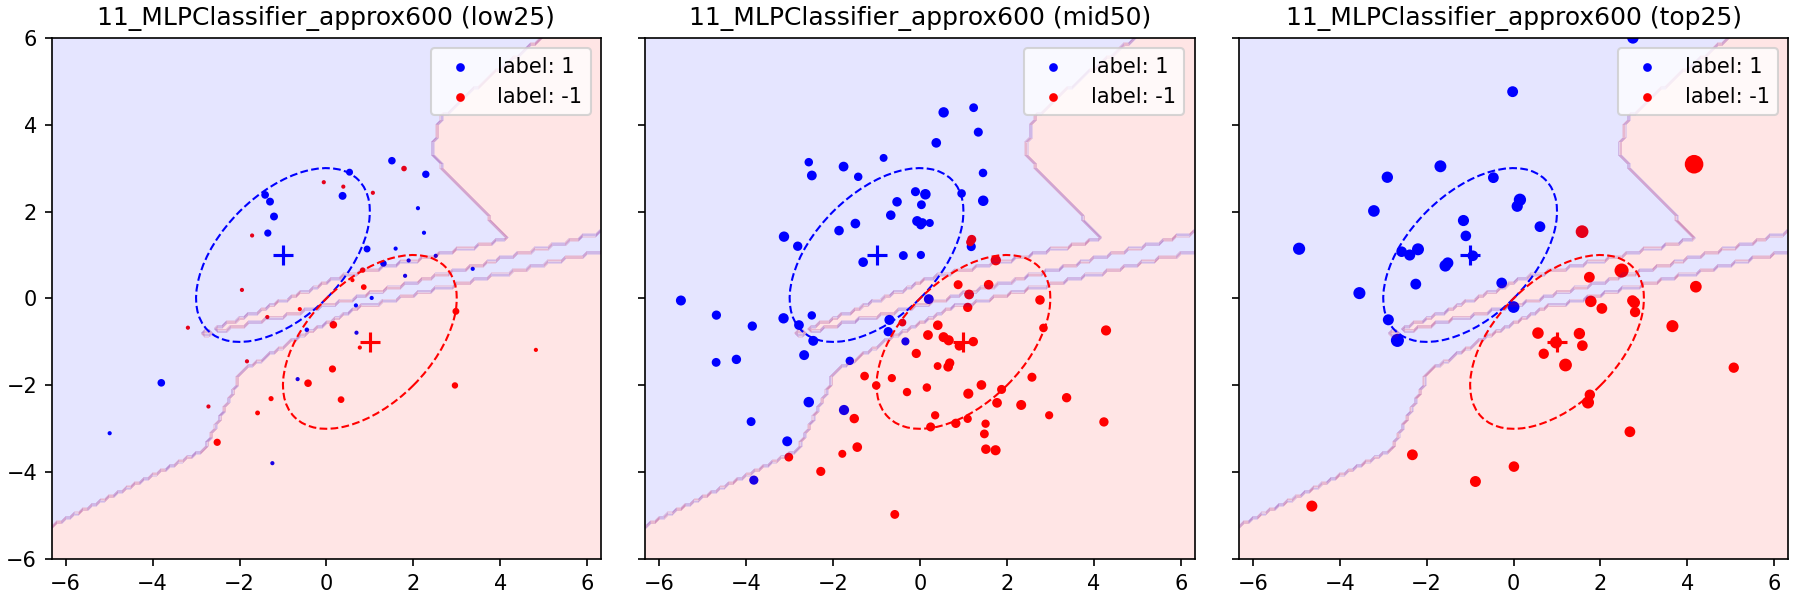 11_MLPClassifier_approx600 (low25)
11_MLPClassifier_approx600 (mid50)
11_MLPClassifier_approx600 (top25)
label: 1
label: -1
label: 1
label: -1
label: 1
label: -1
6
4
2
0
−2
−4
−6
−6 −4 −2 0 2 4 6
−6 −4 −2 0 2 4 6
−6 −4 −2 0 2 4 6